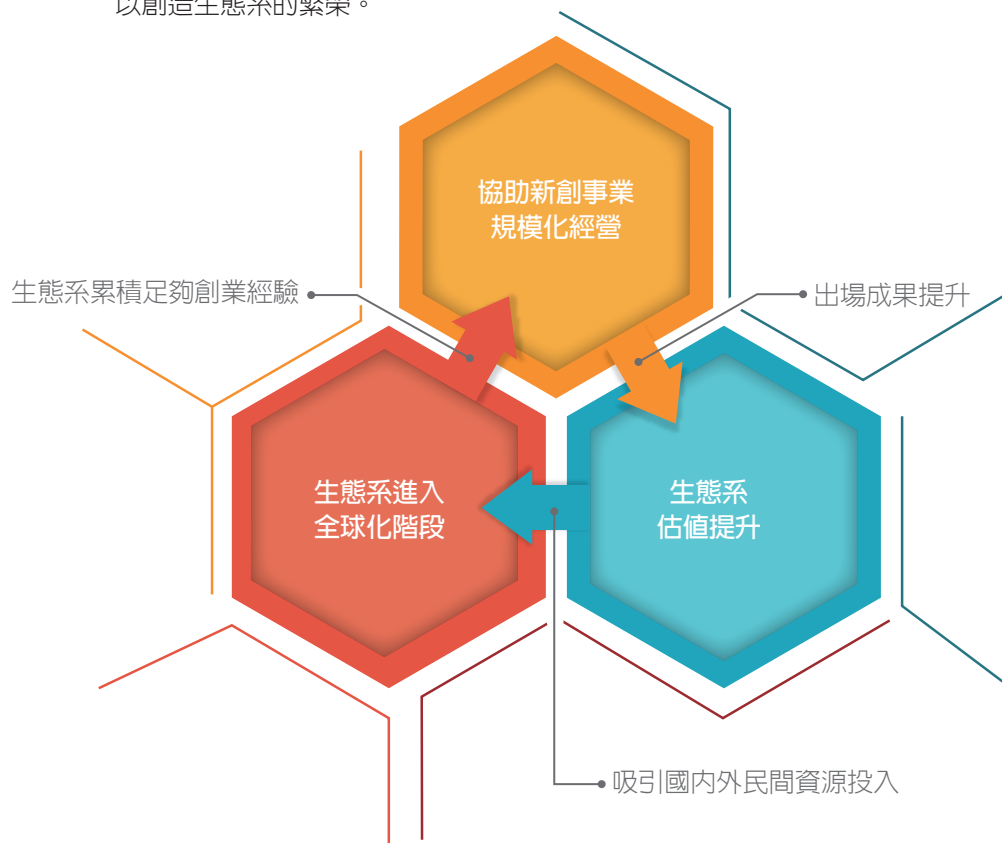 以創造生態系的繁榮。
協助新創事業
規模化經營
生態系累積足夠創業經驗
出場成果提升
生態系進入
全球化階段
生態系
估值提升
吸引國內外民間資源投入